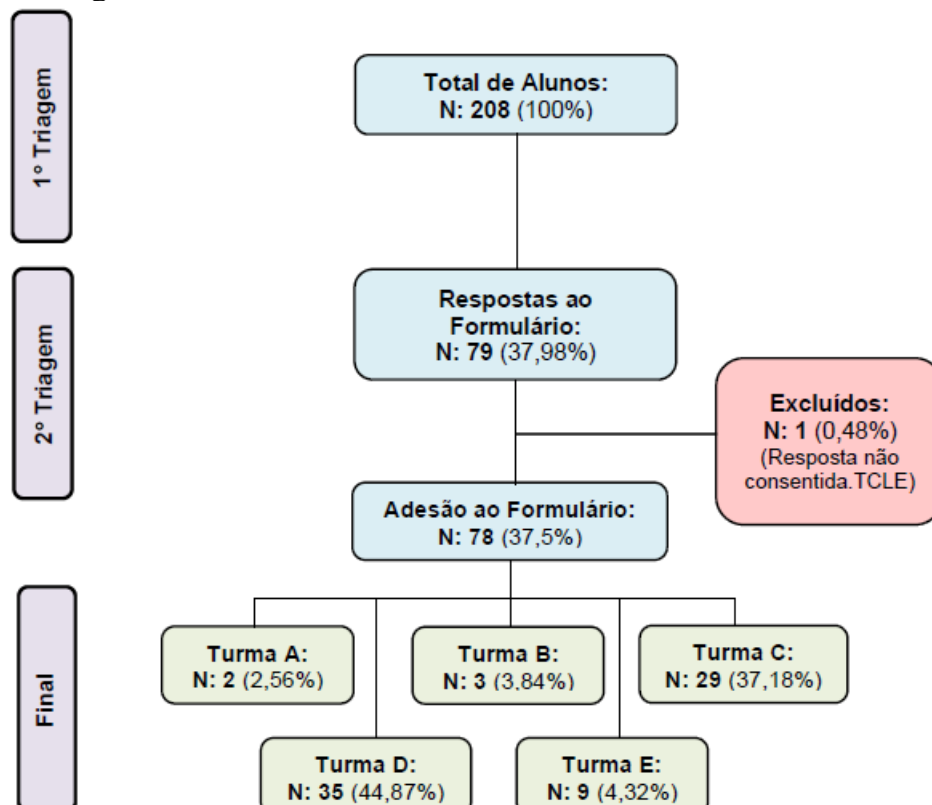 1° Triagem
Total de Alunos:
N: 208 (100%)
2° Triagem
Respostas ao
Formulário:
N: 79 (37,98%)
Excluídos:
N: 1 (0,48%)
(Resposta não
consentida.TCLE)
Adesão ao Formulário:
N: 78 (37,5%)
Final
Turma A:
N: 2 (2,56%)
Turma B:
N: 3 (3,84%)
Turma C:
N: 29 (37,18%)
Turma D:
N: 35 (44,87%)
Turma E:
N: 9 (4,32%)